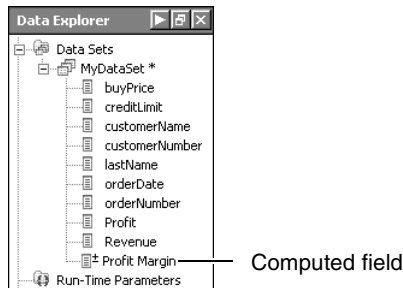 Data Explorer
Data Sets
MyDataSet *
buyPrice
creditLimit
customerName
customerNumber
lastName
orderDate
orderNumber
Profit
Revenue
Profit Margin
Computed field
Run-Time Parameters